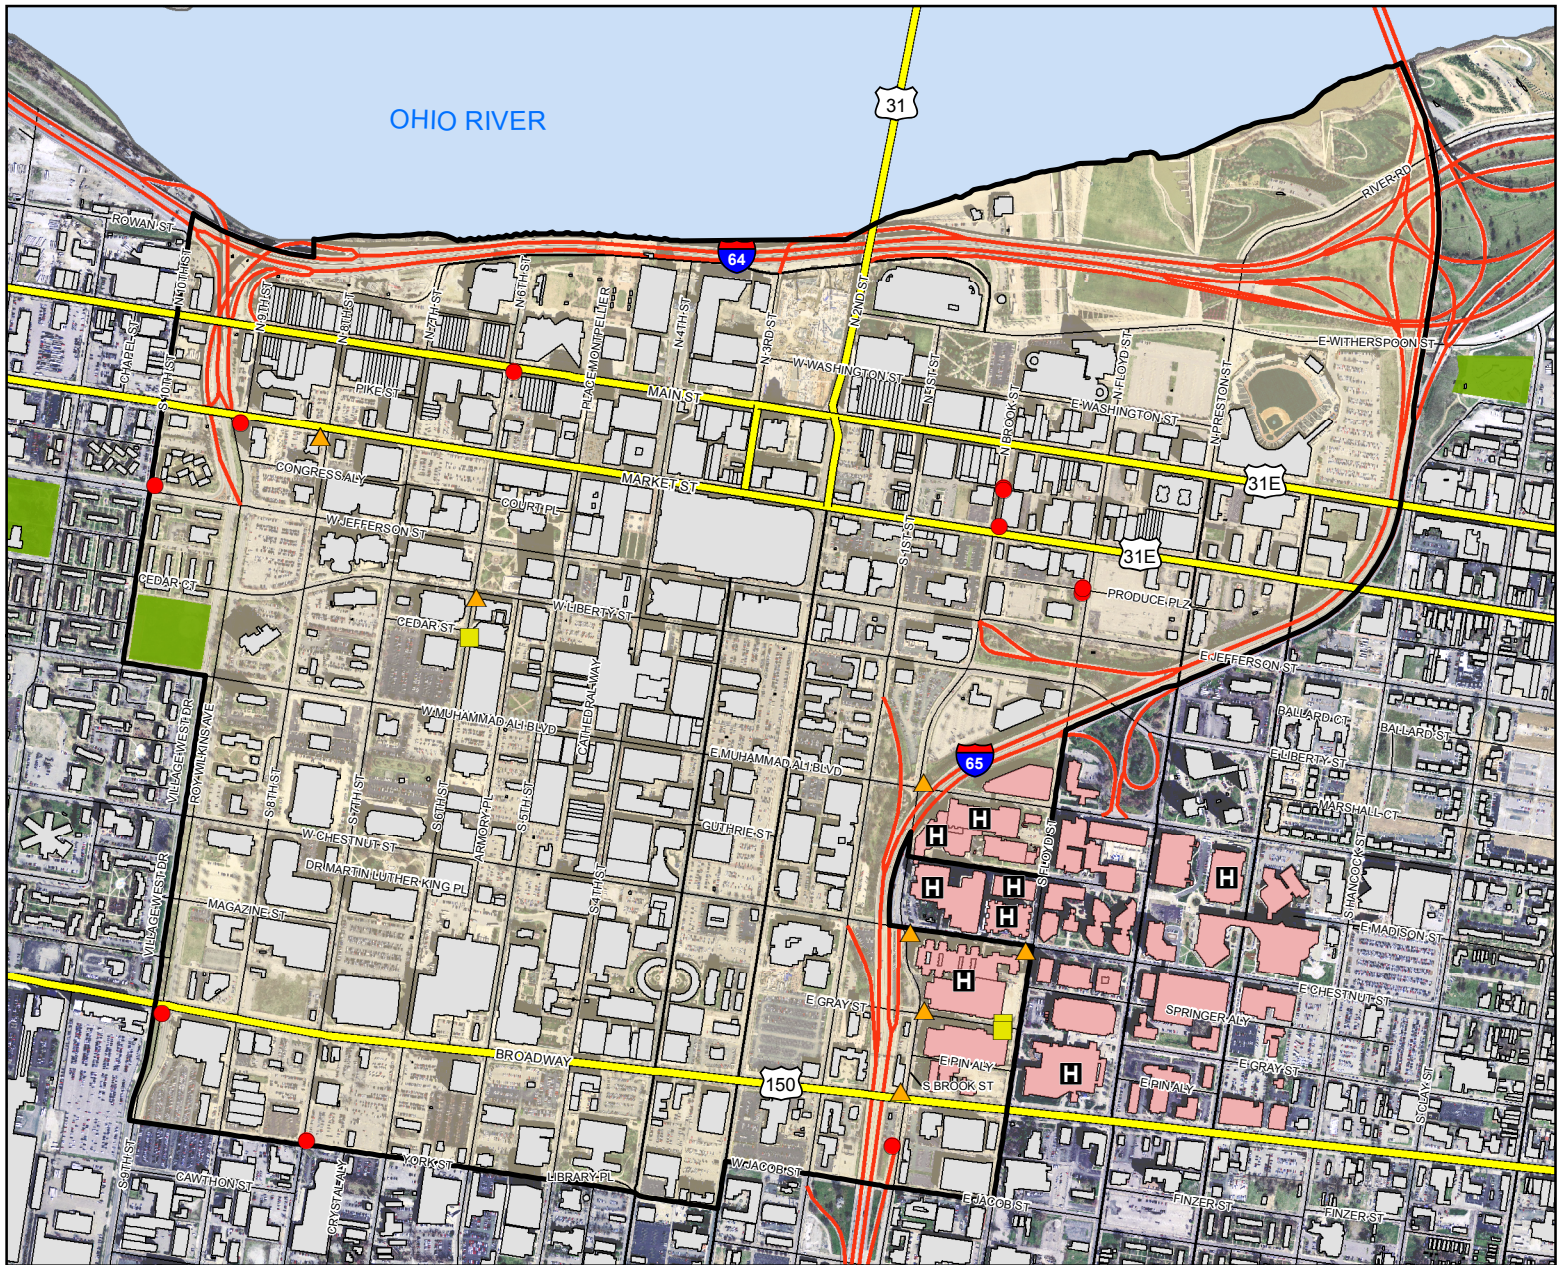 OHIO RIVER
31
ROWAN ST
RIVER RD
64
N 10TH ST
N 9TH ST
N 8TH ST
N 7TH ST
N 6TH ST
PLACE MONTPELLIER
N 4TH ST
N 3RD ST
N 2ND ST
N 1ST ST
N BROOK ST
N FLOYD ST
N PRESTON ST
E WITHERSPOON ST
CHAPEL ST
S 10TH ST
PIKE ST
MAIN ST
W WASHINGTON ST
E WASHINGTON ST
CONGRESS ALY
MARKET ST
31E
COURT PL
W JEFFERSON ST
S 1ST ST
31E
CEDAR CT
PRODUCE PLZ
W LIBERTY ST
CEDAR ST
E JEFFERSON ST
CATHEDRAL WAY
VILLAGE WEST DR
ROY WILKINS AVE
W MUHAMMAD ALI BLVD
BALLARD CT
BALLARD ST
E MUHAMMAD ALI BLVD
E LIBERTY ST
65
S 8TH ST
S 7TH ST
S 6TH ST
ARMORY PL
S 5TH ST
MARSHALL CT
H
H
GUTHRIE ST
W CHESTNUT ST
S FLOYD ST
S HANCOCK ST
DR MARTIN LUTHER KING PL
H
H
H
H
S 4TH ST
VILLAGE WEST DR
MAGAZINE ST
E MADISON ST
H
E GRAY ST
E CHESTNUT ST
SPRINGER ALY
BROADWAY
E PIN ALY
E GRAY ST
150
S BROOK ST
H
E PIN ALY
S CLAY ST
S 9TH ST
YORK ST
W JACOB ST
CAWTHON ST
CRYSTAL ALY
LIBRARY PL
E JACOB ST
FINZER ST
FINZER ST